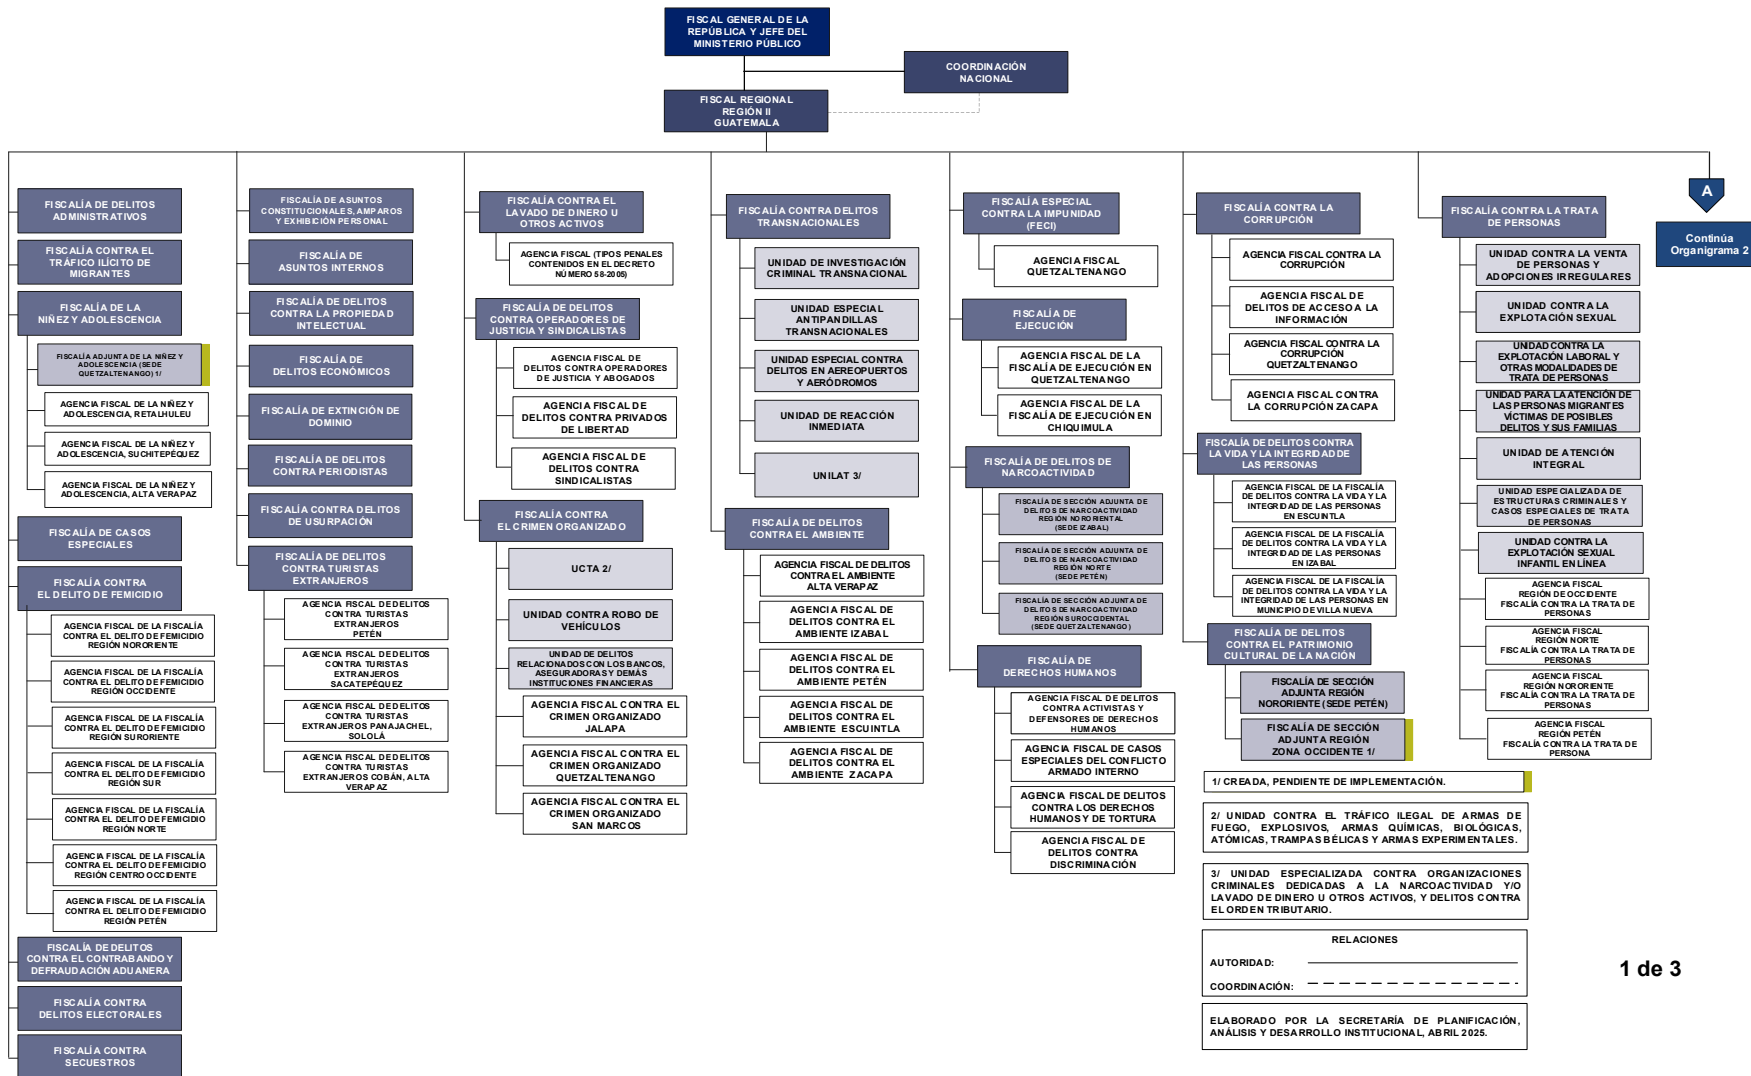 FISCAL GENERAL DE LA
REPÚBLICA Y JEFE DEL
MINISTERIO PÚBLICO
COORDINACIÓN
NACIONAL
FISCAL REGIONAL
REGIÓN II
GUATEMALA
FISCALÍA DE DELITOS
ADMINISTRATIVOS
FISCALÍA CONTRA EL
TRÁFICO ILÍCITO DE
MIGRANTES
FISCALÍA DE LA
NIÑEZ Y ADOLESCENCIA
FISCALÍA ADJUNTA DE LA NIÑEZ Y
ADOLESCENCIA (SEDE
QUETZALTENANGO) 1/
AGENCIA FISCAL DE LA NIÑEZ Y
ADOLESCENCIA, RETALHULEU
AGENCIA FISCAL DE LA NIÑEZ Y
ADOLESCENCIA, SUCHITEPÉQUEZ
AGENCIA FISCAL DE LA NIÑEZ Y
ADOLESCENCIA, ALTA VERAPAZ
FISCALÍA DE CASOS
ESPECIALES
FISCALÍA CONTRA
EL DELITO DE FEMICIDIO
AGENCIA FISCAL DE LA FISCALÍA
CONTRA EL DELITO DE FEMICIDIO
REGIÓN NORORIENTE
AGENCIA FISCAL DE LA FISCALÍA
CONTRA EL DELITO DE FEMICIDIO
REGIÓN OCCIDENTE
AGENCIA FISCAL DE LA FISCALÍA
CONTRA EL DELITO DE FEMICIDIO
REGIÓN SURORIENTE
AGENCIA FISCAL DE LA FISCALÍA
CONTRA EL DELITO DE FEMICIDIO
REGIÓN SUR
AGENCIA FISCAL DE LA FISCALÍA
CONTRA EL DELITO DE FEMICIDIO
REGIÓN NORTE
AGENCIA FISCAL DE LA FISCALÍA
CONTRA EL DELITO DE FEMICIDIO
REGIÓN CENTRO OCCIDENTE
AGENCIA FISCAL DE LA FISCALÍA
CONTRA EL DELITO DE FEMICIDIO
REGIÓN PETÉN
FISCALÍA DE DELITOS
CONTRA EL CONTRABANDO Y
DEFRAUDACIÓN ADUANERA
FISCALÍA CONTRA
DELITOS ELECTORALES
FISCALÍA CONTRA
SECUESTROS
FISCALÍA DE ASUNTOS
CONSTITUCIONALES, AMPAROS
Y EXHIBICIÓN PERSONAL
FISCALÍA DE
ASUNTOS INTERNOS
FISCALÍA DE DELITOS
CONTRA LA PROPIEDAD
INTELECTUAL
FISCALÍA DE
DELITOS ECONÓMICOS
FISCALÍA DE EXTINCIÓN DE
DOMINIO
FISCALÍA DE DELITOS
CONTRA PERIODISTAS
FISCALÍA CONTRA DELITOS
DE USURPACIÓN
FISCALÍA DE DELITOS
CONTRA TURISTAS
EXTRANJEROS
AGENCIA FISCAL DE DELITOS
CONTRA TURISTAS
EXTRANJEROS
PETÉN
AGENCIA FISCAL DE DELITOS
CONTRA TURISTAS
EXTRANJEROS
SACATEPÉQUEZ
AGENCIA FISCAL DE DELITOS
CONTRA TURISTAS
EXTRANJEROS PANAJACHEL,
SOLOLÁ
AGENCIA FISCAL DE DELITOS
CONTRA TURISTAS
EXTRANJEROS COBÁN, ALTA
VERAPAZ
FISCALÍA CONTRA EL
LAVADO DE DINERO U
OTROS ACTIVOS
AGENCIA FISCAL (TIPOS PENALES
CONTENIDOS EN EL DECRETO
NÚMERO 58-2005)
FISCALÍA DE DELITOS
CONTRA OPERADORES DE
JUSTICIA Y SINDICALISTAS
AGENCIA FISCAL DE
DELITOS CONTRA OPERADORES
DE JUSTICIA Y ABOGADOS
AGENCIA FISCAL DE
DELITOS CONTRA PRIVADOS
DE LIBERTAD
AGENCIA FISCAL DE
DELITOS CONTRA
SINDICALISTAS
FISCALÍA CONTRA
EL CRIMEN ORGANIZADO
UCTA 2/
UNIDAD CONTRA ROBO DE
VEHÍCULOS
UNIDAD DE DELITOS
RELACIONADOS CON LOS BANCOS,
ASEGURADORAS Y DEMÁS
INSTITUCIONES FINANCIERAS
AGENCIA FISCAL CONTRA EL
CRIMEN ORGANIZADO
JALAPA
AGENCIA FISCAL CONTRA EL
CRIMEN ORGANIZADO
QUETZALTENANGO
AGENCIA FISCAL CONTRA EL
CRIMEN ORGANIZADO
SAN MARCOS
FISCALÍA CONTRA DELITOS
TRANSNACIONALES
UNIDAD DE INVESTIGACIÓN
CRIMINAL TRANSNACIONAL
UNIDAD ESPECIAL
ANTIPANDILLAS
TRANSNACIONALES
UNIDAD ESPECIAL CONTRA
DELITOS EN AEREOPUERTOS
Y AERÓDROMOS
UNIDAD DE REACCIÓN
INMEDIATA
UNILAT 3/
FISCALÍA DE DELITOS
CONTRA EL AMBIENTE
AGENCIA FISCAL DE DELITOS
CONTRA EL AMBIENTE
ALTA VERAPAZ
AGENCIA FISCAL DE
DELITOS CONTRA EL
AMBIENTE IZABAL
AGENCIA FISCAL DE
DELITOS CONTRA EL
AMBIENTE PETÉN
AGENCIA FISCAL DE
DELITOS CONTRA EL
AMBIENTE ESCUINTLA
AGENCIA FISCAL DE
DELITOS CONTRA EL
AMBIENTE ZACAPA
FISCALÍA ESPECIAL
CONTRA LA IMPUNIDAD
(FECI)
AGENCIA FISCAL
QUETZALTENANGO
FISCALÍA DE
EJECUCIÓN
AGENCIA FISCAL DE LA
FISCALÍA DE EJECUCIÓN EN
QUETZALTENANGO
AGENCIA FISCAL DE LA
FISCALÍA DE EJECUCIÓN EN
CHIQUIMULA
FISCALÍA DE DELITOS DE
NARCOACTIVIDAD
FISCALÍA DE SECCIÓN ADJUNTA DE
DELITOS DE NARCOACTIVIDAD
REGIÓN NORORIENTAL
(SEDE IZABAL)
FISCALÍA DE SECCIÓN ADJUNTA DE
DELITOS DE NARCOACTIVIDAD
REGIÓN NORTE
(SEDE PETÉN)
FISCALÍA DE SECCIÓN ADJUNTA DE
DELITOS DE NARCOACTIVIDAD
REGIÓN SUROCCIDENTAL
(SEDE QUETZALTENANGO)
FISCALÍA DE
DERECHOS HUMANOS
AGENCIA FISCAL DE DELITOS
CONTRA ACTIVISTAS Y
DEFENSORES DE DERECHOS
HUMANOS
AGENCIA FISCAL DE CASOS
ESPECIALES DEL CONFLICTO
ARMADO INTERNO
AGENCIA FISCAL DE DELITOS
CONTRA LOS DERECHOS
HUMANOS Y DE TORTURA
AGENCIA FISCAL DE
DELITOS CONTRA
DISCRIMINACIÓN
FISCALÍA CONTRA LA
CORRUPCIÓN
AGENCIA FISCAL CONTRA LA
CORRUPCIÓN
AGENCIA FISCAL DE
DELITOS DE ACCESO A LA
INFORMACIÓN
AGENCIA FISCAL CONTRA LA
CORRUPCIÓN
QUETZALTENANGO
AGENCIA FISCAL CONTRA
LA CORRUPCIÓN ZACAPA
FISCALÍA DE DELITOS CONTRA
LA VIDA Y LA INTEGRIDAD DE
LAS PERSONAS
AGENCIA FISCAL DE LA FISCALÍA
DE DELITOS CONTRA LA VIDA Y LA
INTEGRIDAD DE LAS PERSONAS
EN ESCUINTLA
AGENCIA FISCAL DE LA FISCALÍA
DE DELITOS CONTRA LA VIDA Y LA
INTEGRIDAD DE LAS PERSONAS
EN IZABAL
AGENCIA FISCAL DE LA FISCALÍA
DE DELITOS CONTRA LA VIDA Y LA
INTEGRIDAD DE LAS PERSONAS EN
MUNICIPIO DE VILLA NUEVA
FISCALÍA DE DELITOS
CONTRA EL PATRIMONIO
CULTURAL DE LA NACIÓN
FISCALÍA DE SECCIÓN
ADJUNTA REGIÓN
NORORIENTE (SEDE PETÉN)
FISCALÍA DE SECCIÓN
ADJUNTA REGIÓN
ZONA OCCIDENTE 1/
FISCALÍA CONTRA LA TRATA
DE PERSONAS
UNIDAD CONTRA LA VENTA
DE PERSONAS Y
ADOPCIONES IRREGULARES
UNIDAD CONTRA LA
EXPLOTACIÓN SEXUAL
UNIDAD CONTRA LA
EXPLOTACIÓN LABORAL Y
OTRAS MODALIDADES DE
TRATA DE PERSONAS
UNIDAD PARA LA ATENCIÓN DE
LAS PERSONAS MIGRANTES
VÍCTIMAS DE POSIBLES
DELITOS Y SUS FAMILIAS
UNIDAD DE ATENCIÓN
INTEGRAL
UNIDAD ESPECIALIZADA DE
ESTRUCTURAS CRIMINALES Y
CASOS ESPECIALES DE TRATA
DE PERSONAS
UNIDAD CONTRA LA
EXPLOTACIÓN SEXUAL
INFANTIL EN LÍNEA
AGENCIA FISCAL
REGIÓN DE OCCIDENTE
FISCALÍA CONTRA LA TRATA DE
PERSONAS
AGENCIA FISCAL
REGIÓN NORTE
FISCALÍA CONTRA LA TRATA DE
PERSONAS
AGENCIA FISCAL
REGIÓN NORORIENTE
FISCALÍA CONTRA LA TRATA DE
PERSONAS
AGENCIA FISCAL
REGIÓN PETÉN
FISCALÍA CONTRA LA TRATA DE
PERSONA
A
Continúa
Organigrama 2
1/ CREADA, PENDIENTE DE IMPLEMENTACIÓN.
2/ UNIDAD CONTRA EL TRÁFICO ILEGAL DE ARMAS DE
FUEGO, EXPLOSIVOS, ARMAS QUÍMICAS, BIOLÓGICAS,
ATÓMICAS, TRAMPAS BÉLICAS Y ARMAS EXPERIMENTALES.
3/ UNIDAD ESPECIALIZADA CONTRA ORGANIZACIONES
CRIMINALES DEDICADAS A LA NARCOACTIVIDAD Y/O
LAVADO DE DINERO U OTROS ACTIVOS, Y DELITOS CONTRA
EL ORDEN TRIBUTARIO.
RELACIONES
AUTORIDAD:
COORDINACIÓN:
ELABORADO POR LA SECRETARÍA DE PLANIFICACIÓN,
ANÁLISIS Y DESARROLLO INSTITUCIONAL, ABRIL 2025.
1 de 3